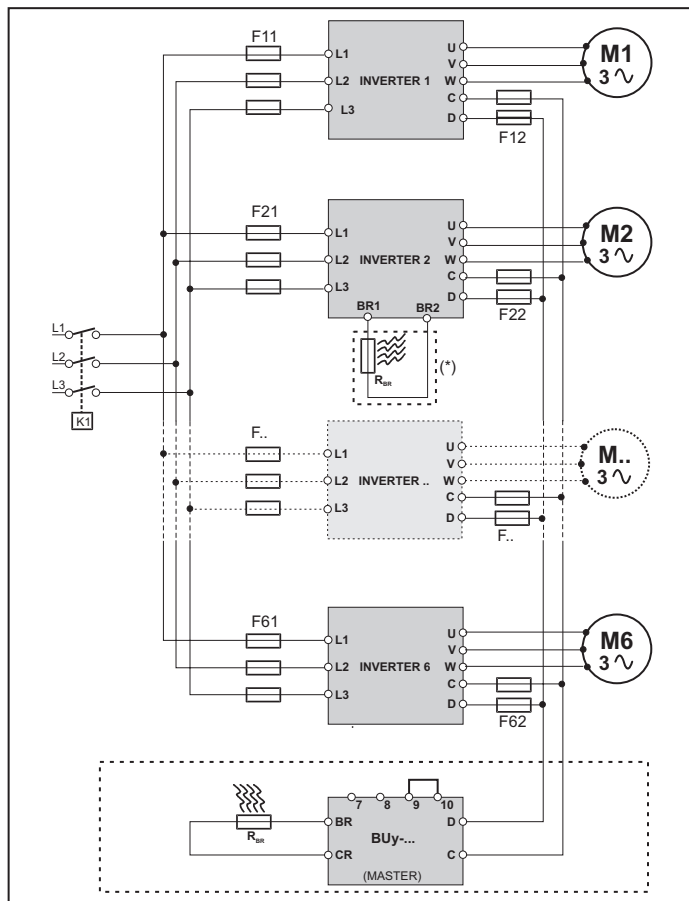 F11
L1
L2
L3
INVERTER 1
U
V
W
C
D
F12
M1
3
F21
L1
L2
L3
INVERTER 2
U
V
W
C
D
BR1
BR2
F22
M2
3
RBR
(*)
L1
L2
L3
K1
F..
L1
L2
L3
INVERTER ..
U
V
W
C
D
F..
M..
3
F61
L1
L2
L3
INVERTER 6
U
V
W
C
D
F62
M6
3
RBR
7
8
9
10
BR
CR
BUy-...
(MASTER)
D
C